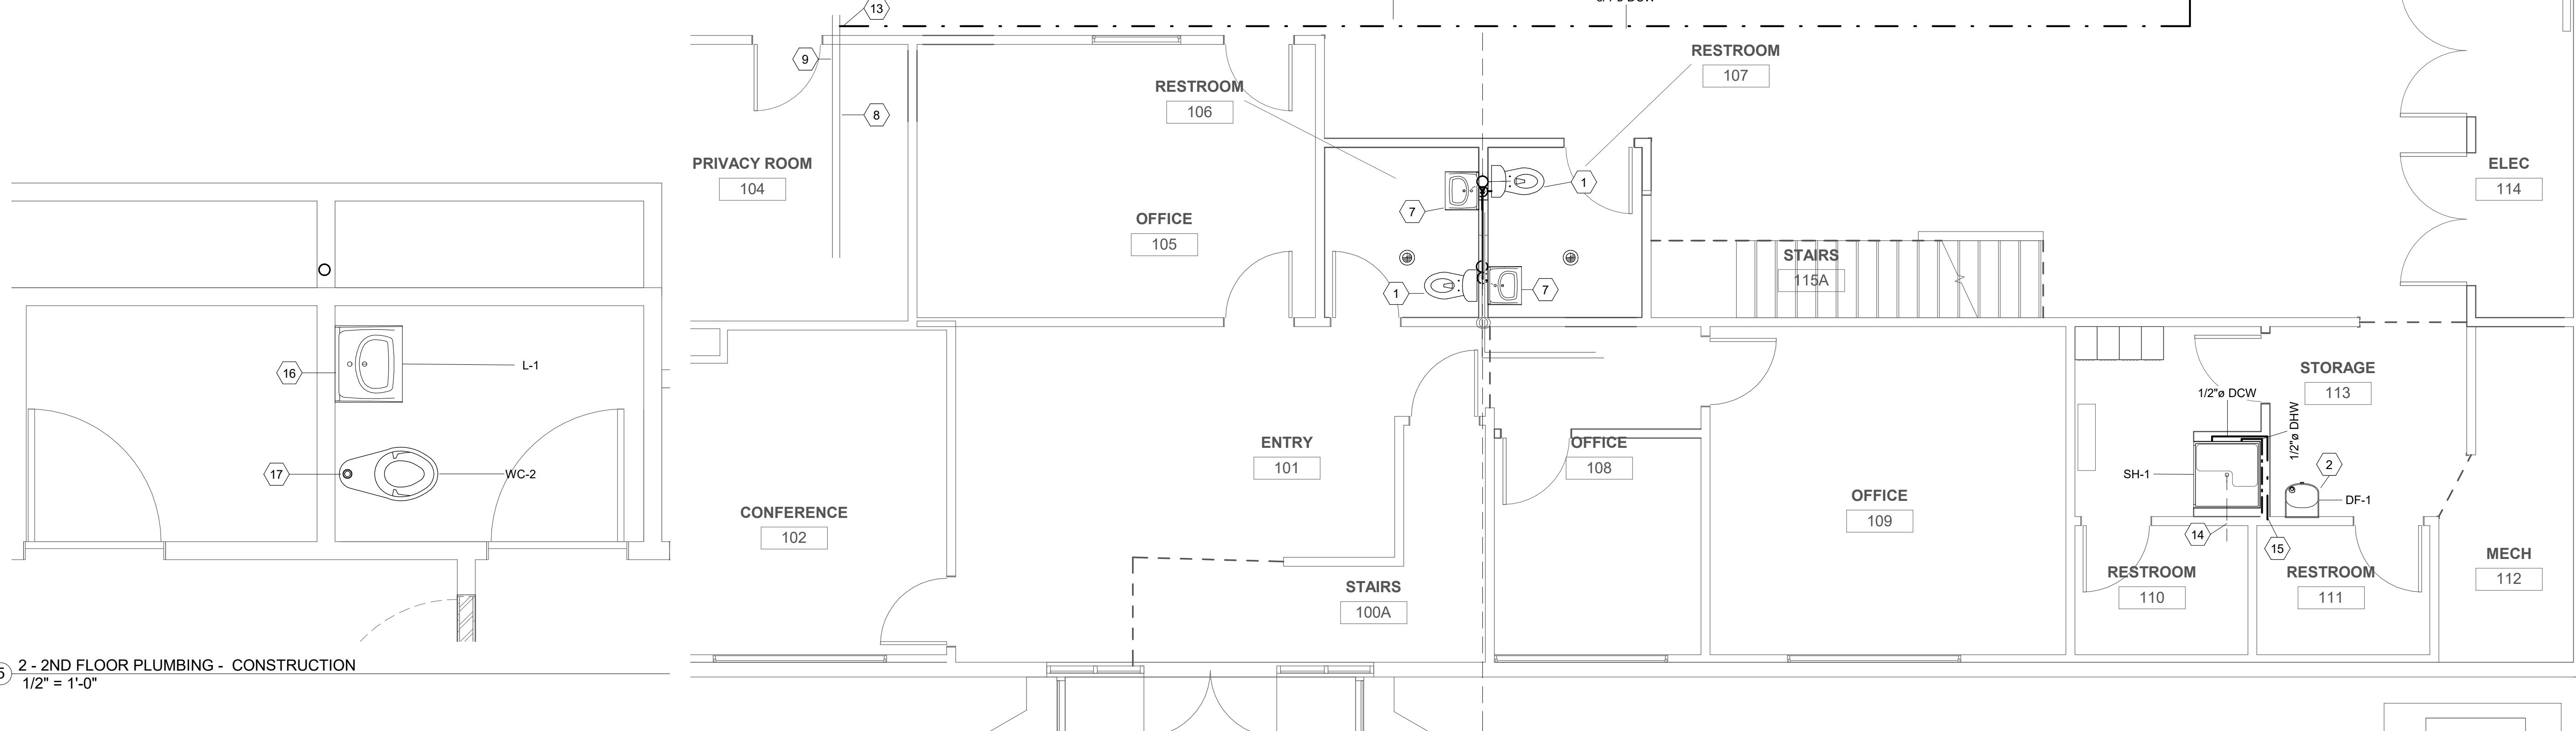 13
3/4"ø DCW
9
RESTROOM
107
RESTROOM
106
8
PRIVACY ROOM
104
ELEC
114
1
7
OFFICE
105
STAIRS
115A
1
7
16
L-1
STORAGE
113
1/2"ø DCW
1/2"ø DHW
ENTRY
101
OFFICE
108
17
WC-2
SH-1
2
DF-1
OFFICE
109
CONFERENCE
102
14
15
MECH
112
RESTROOM
110
RESTROOM
111
STAIRS
100A
2 - 2ND FLOOR PLUMBING - CONSTRUCTION
1/2" = 1'-0"